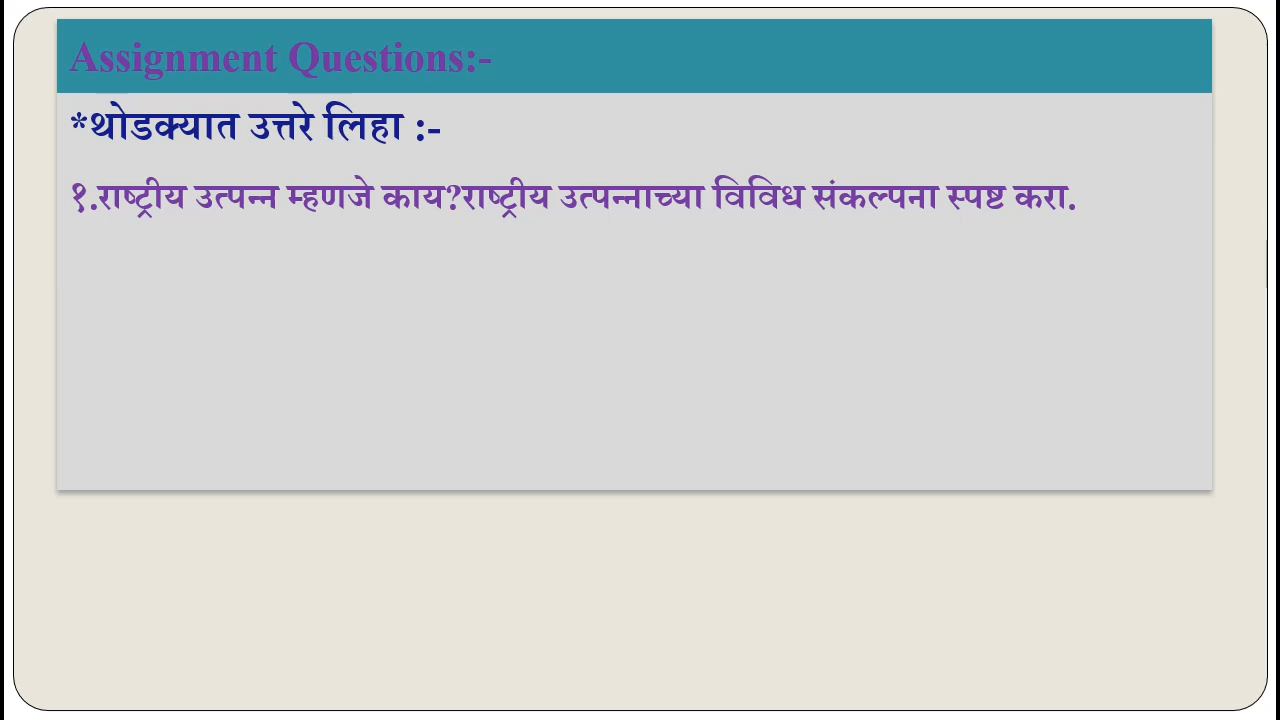 Assignment Questions:-
*थोडक्यात उत्तरे लिहा :-
१.राष्ट्रीय उत्पन्न म्हणजे काय?राष्ट्रीय उत्पन्नाच्या विविध संकल्पना स्पष्ट करा.